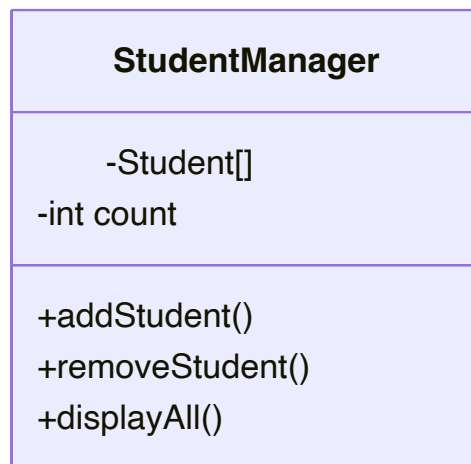 StudentManager
-Student[]
-int count
+addStudent()
+removeStudent()
+displayAll()